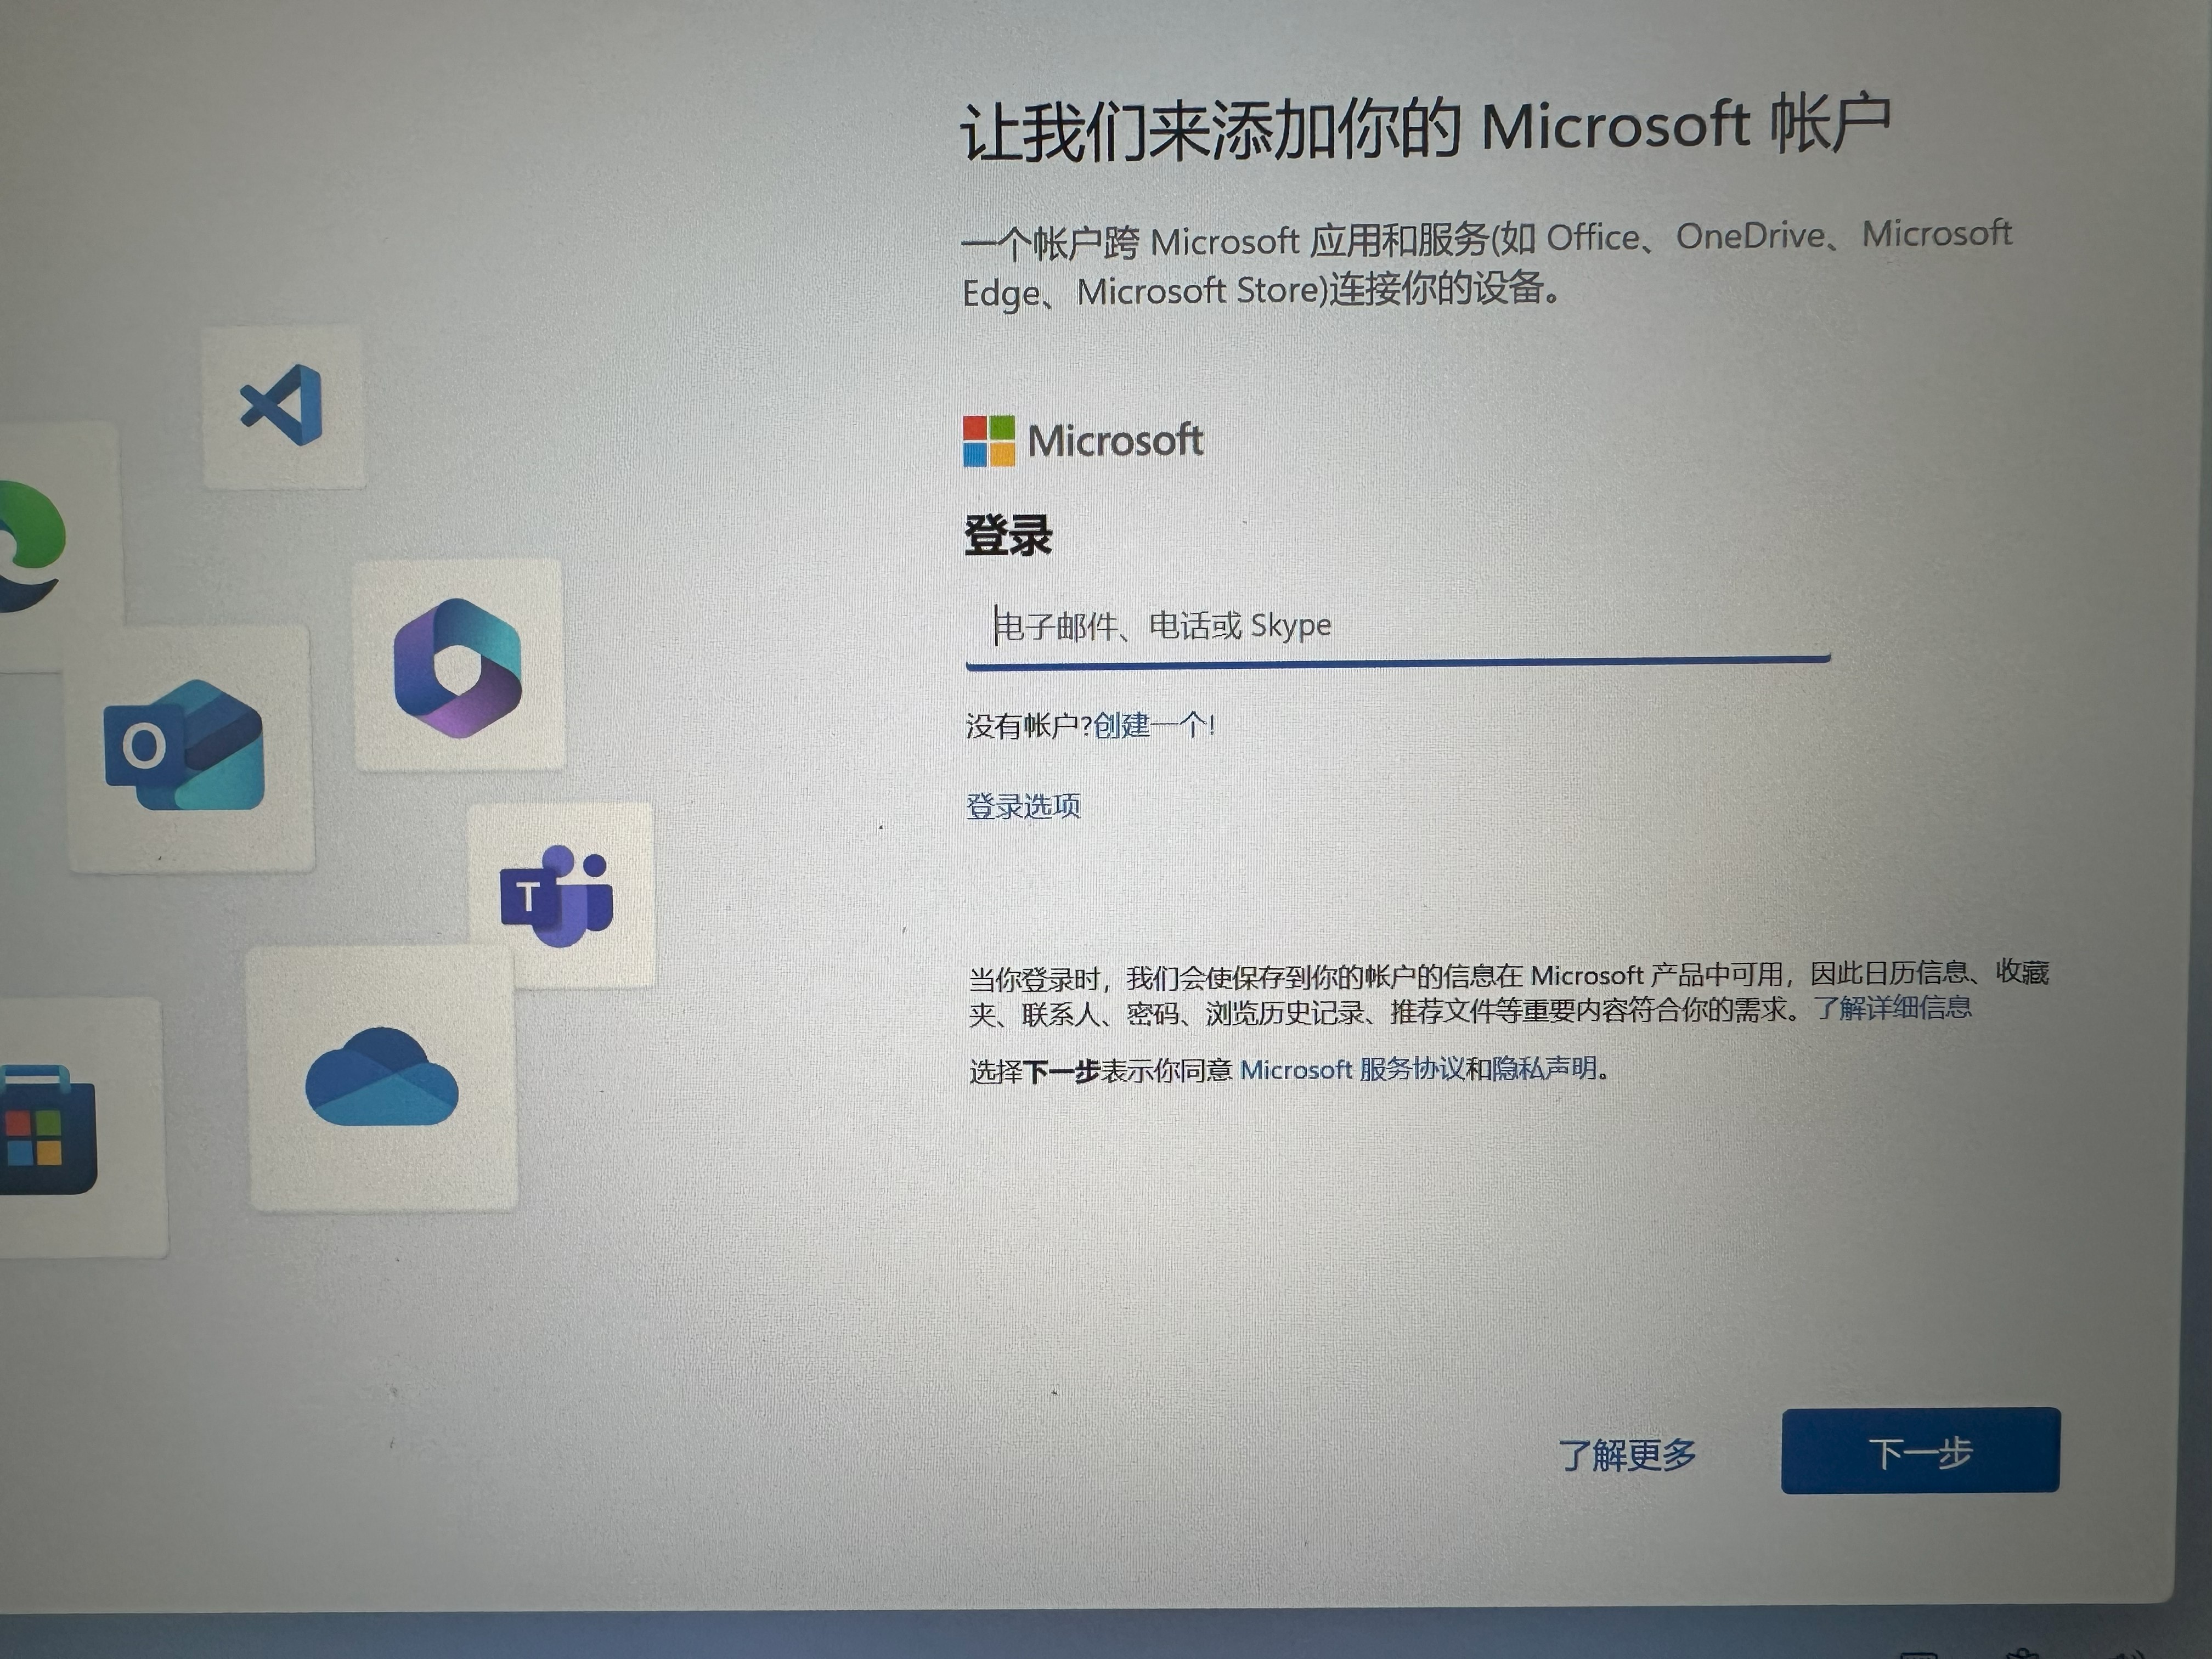 让我们来添加你的 Microsoft 帐户
一个帐户跨 Microsoft 应用和服务(如 Office、OneDrive、Microsoft
Edge、Microsoft Store)连接你的设备。
Microsoft
登录
电子邮件、电话或 Skype
没有帐户?创建一个!
登录选项
O
T
当你登录时，我们会使保存到你的帐户的信息在 Microsoft 产品中可用，因此日历信息、收藏
夹、联系人、密码、浏览历史记录、推荐文件等重要内容符合你的需求。了解详细信息
选择下一步表示你同意 Microsoft 服务协议和隐私声明。
了解更多
下一步